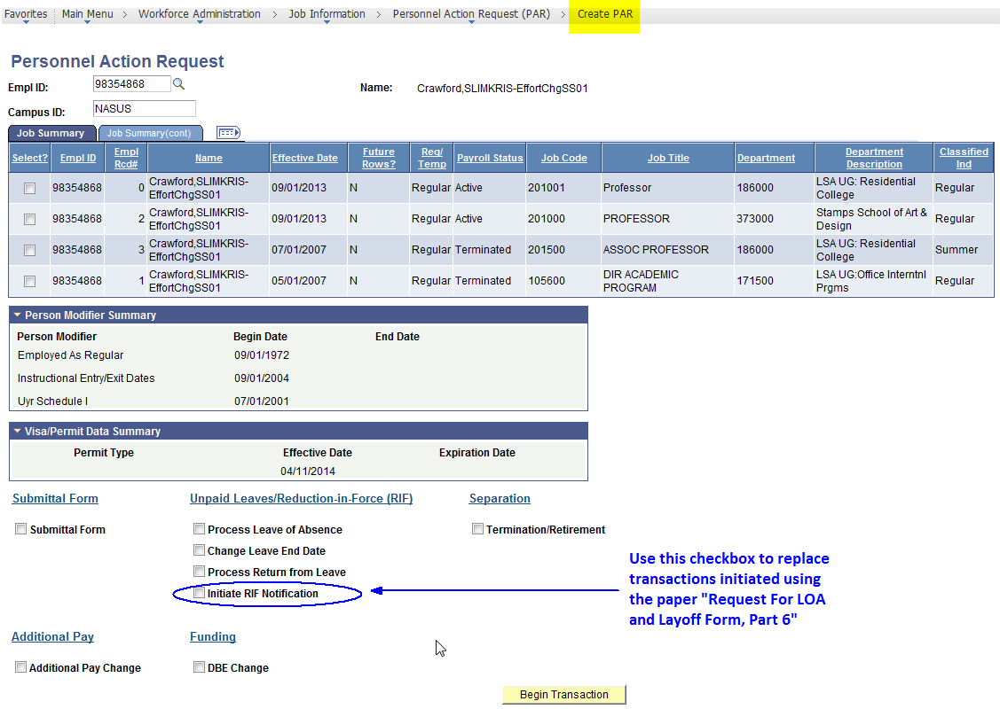 Favorites Main Menu > Workforce Administration > Job Information > Personnel Action Request (PAR) > Create PAR
Personnel Action Request
Empl ID: 98354868 Name: Crawford,SLIMKRIS-EffortChgSS01
Campus ID: NASUS
Job Summary Job Summary(cont)
Select? Empl ID Empl Rcd# Name Effective Date Future Rows? Reg/ Temp Payroll Status Job Code Job Title Department Department Description Classified Ind
98354868 0 Crawford,SLIMKRIS-EffortChgSS01 09/01/2013 N Regular Active 201001 Professor 186000 LSA UG: Residential College Regular
98354868 2 Crawford,SLIMKRIS-EffortChgSS01 09/01/2013 N Regular Active 201000 PROFESSOR 373000 Stamps School of Art & Design Regular
98354868 3 Crawford,SLIMKRIS-EffortChgSS01 07/01/2007 N Regular Terminated 201500 ASSOC PROFESSOR 186000 LSA UG: Residential College Summer
98354868 1 Crawford,SLIMKRIS-EffortChgSS01 05/01/2007 N Regular Terminated 105600 DIR ACADEMIC PROGRAM 171500 LSA UG:Office Interntnl Prgms Regular
Person Modifier Summary
Person Modifier Begin Date End Date
Employed As Regular 09/01/1972
Instructional Entry/Exit Dates 09/01/2004
Uyr Schedule I 07/01/2001
Visa/Permit Data Summary
Permit Type Effective Date Expiration Date
04/11/2014
Submittal Form Unpaid Leaves/Reduction-in-Force (RIF) Separation
Submittal Form Process Leave of Absence Termination/Retirement
Change Leave End Date
Process Return from Leave
Initiate RIF Notification
Use this checkbox to replace
transactions initiated using
the paper "Request For LOA
and Layoff Form, Part 6"
Additional Pay Funding
Additional Pay Change DBE Change
Begin Transaction